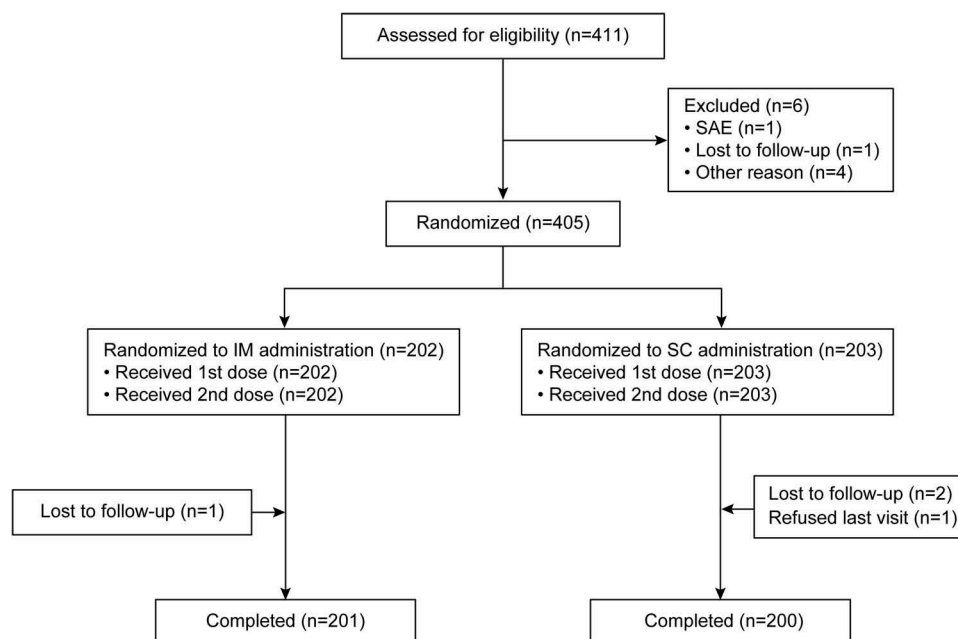 Assessed for eligibility (n=411)
Excluded (n=6)
• SAE (n=1)
• Lost to follow-up (n=1)
• Other reason (n=4)
Randomized (n=405)
Randomized to IM administration (n=202)
• Received 1st dose (n=202)
• Received 2nd dose (n=202)
Randomized to SC administration (n=203)
• Received 1st dose (n=203)
• Received 2nd dose (n=203)
Lost to follow-up (n=1)
Lost to follow-up (n=2)
Refused last visit (n=1)
Completed (n=201)
Completed (n=200)